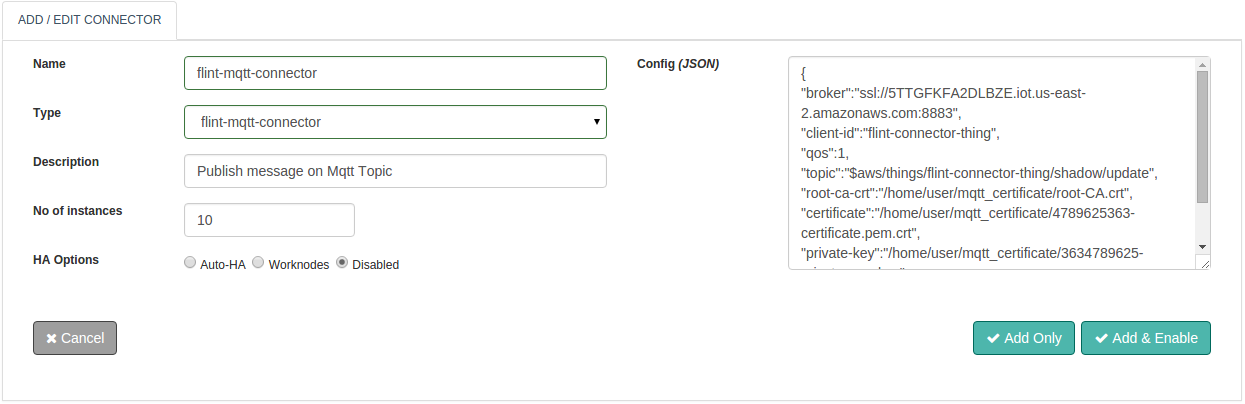 ADD / EDIT CONNECTOR
Name
flint-mqtt-connector
Type
flint-mqtt-connector
Description
Publish message on Mqtt Topic
No of instances
10
HA Options
Auto-HA Worknodes Disabled
Config (JSON)
{
"broker":"ssl://5TTGFKFA2DLBZE.iot.us-east-
2.amazonaws.com:8883",
"client-id":"flint-connector-thing",
"qos":1,
"topic":"$aws/things/flint-connector-thing/shadow/update",
"root-ca-crt":"/home/user/mqtt_certificate/root-CA.crt",
"certificate":"/home/user/mqtt_certificate/4789625363-
certificate.pem.crt",
"private-key":"/home/user/mqtt_certificate/3634789625-
Cancel
Add Only
Add & Enable